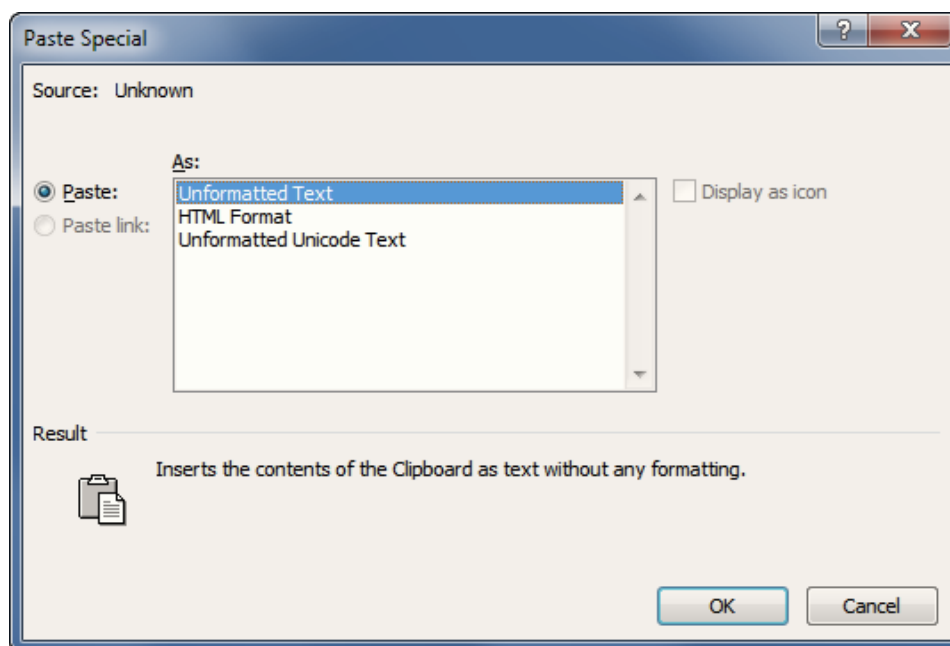 Paste Special
Source: Unknown
As:
Paste:
Unformatted Text
Display as icon
Paste link:
HTML Format
Unformatted Unicode Text
Result
Inserts the contents of the Clipboard as text without any formatting.
OK
Cancel